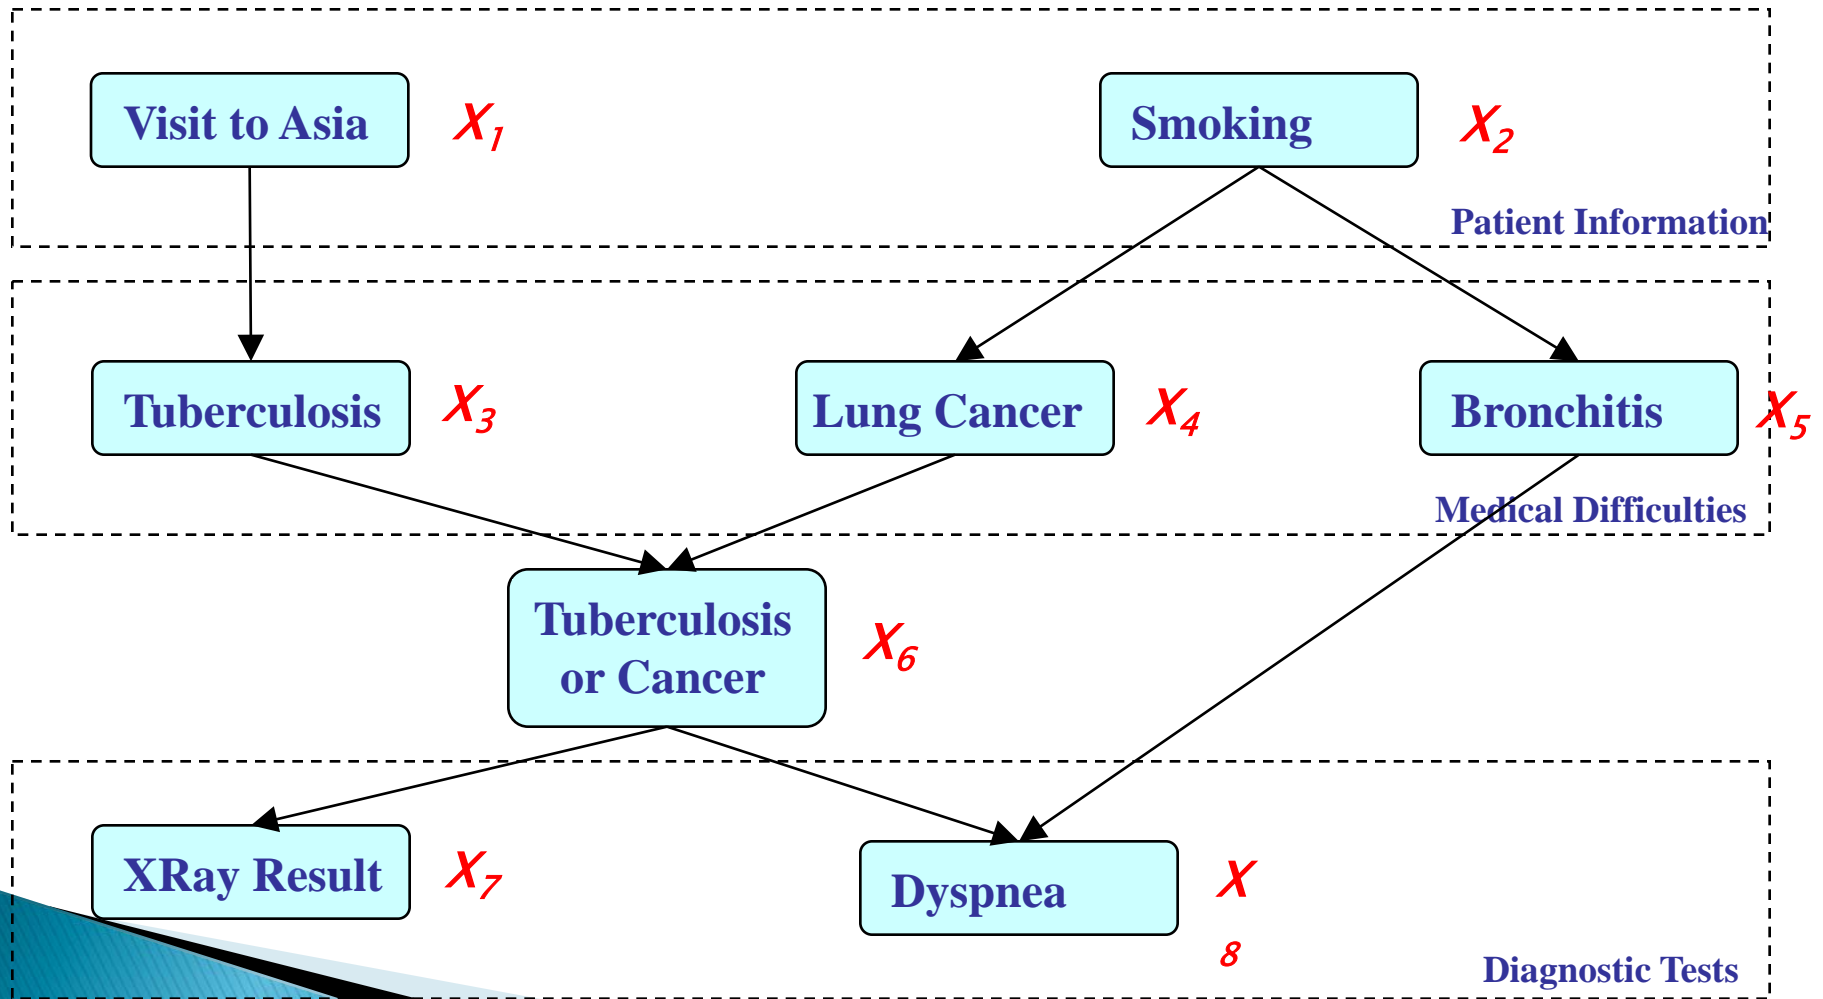 Visit to Asia X1 Smoking X2
Patient Information
Tuberculosis X3 Lung Cancer X4 Bronchitis X5
Medical Difficulties
Tuberculosis
or Cancer
X6
XRay Result X7 Dyspnea X
8
Diagnostic Tests